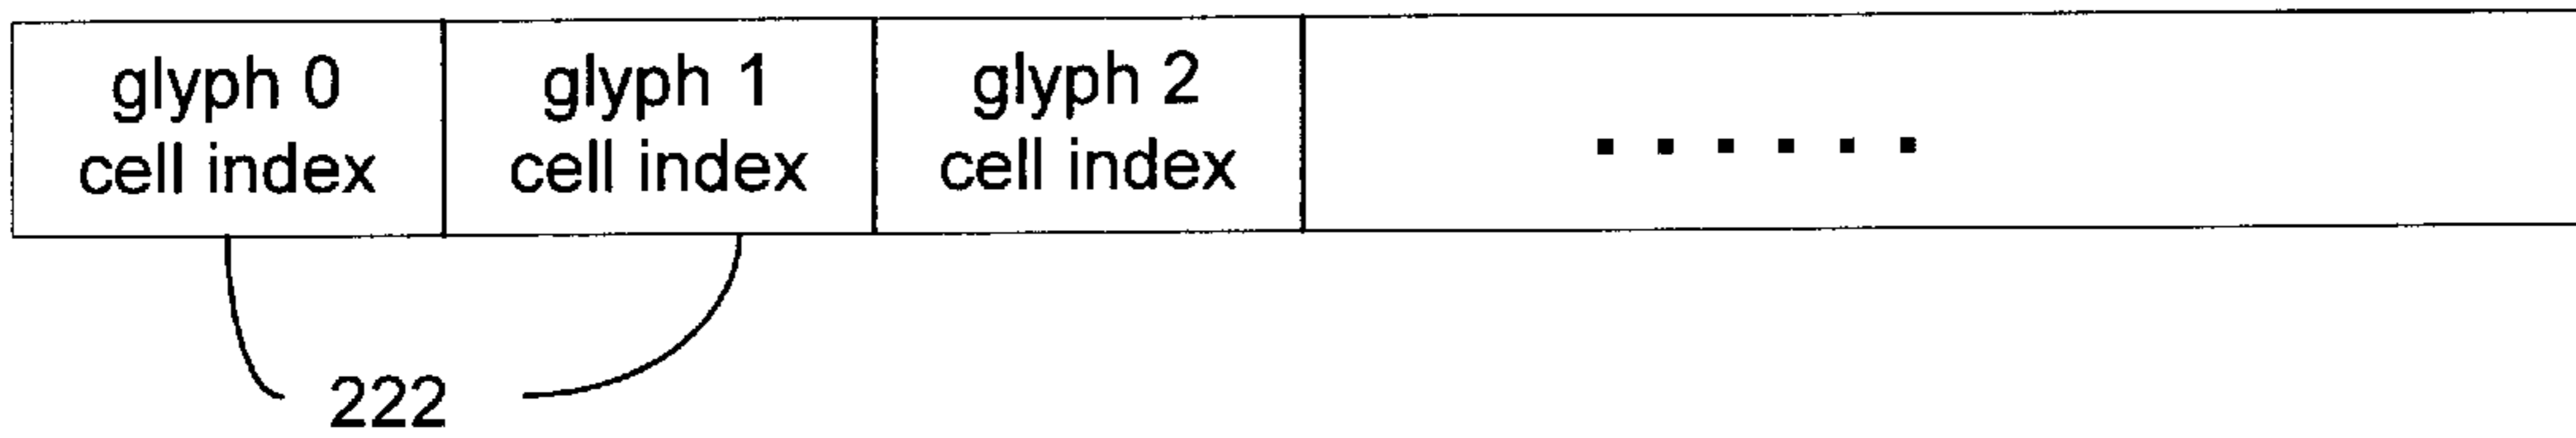 glyph 0
cell index
glyph 1
cell index
glyph 2
cell index
......
222